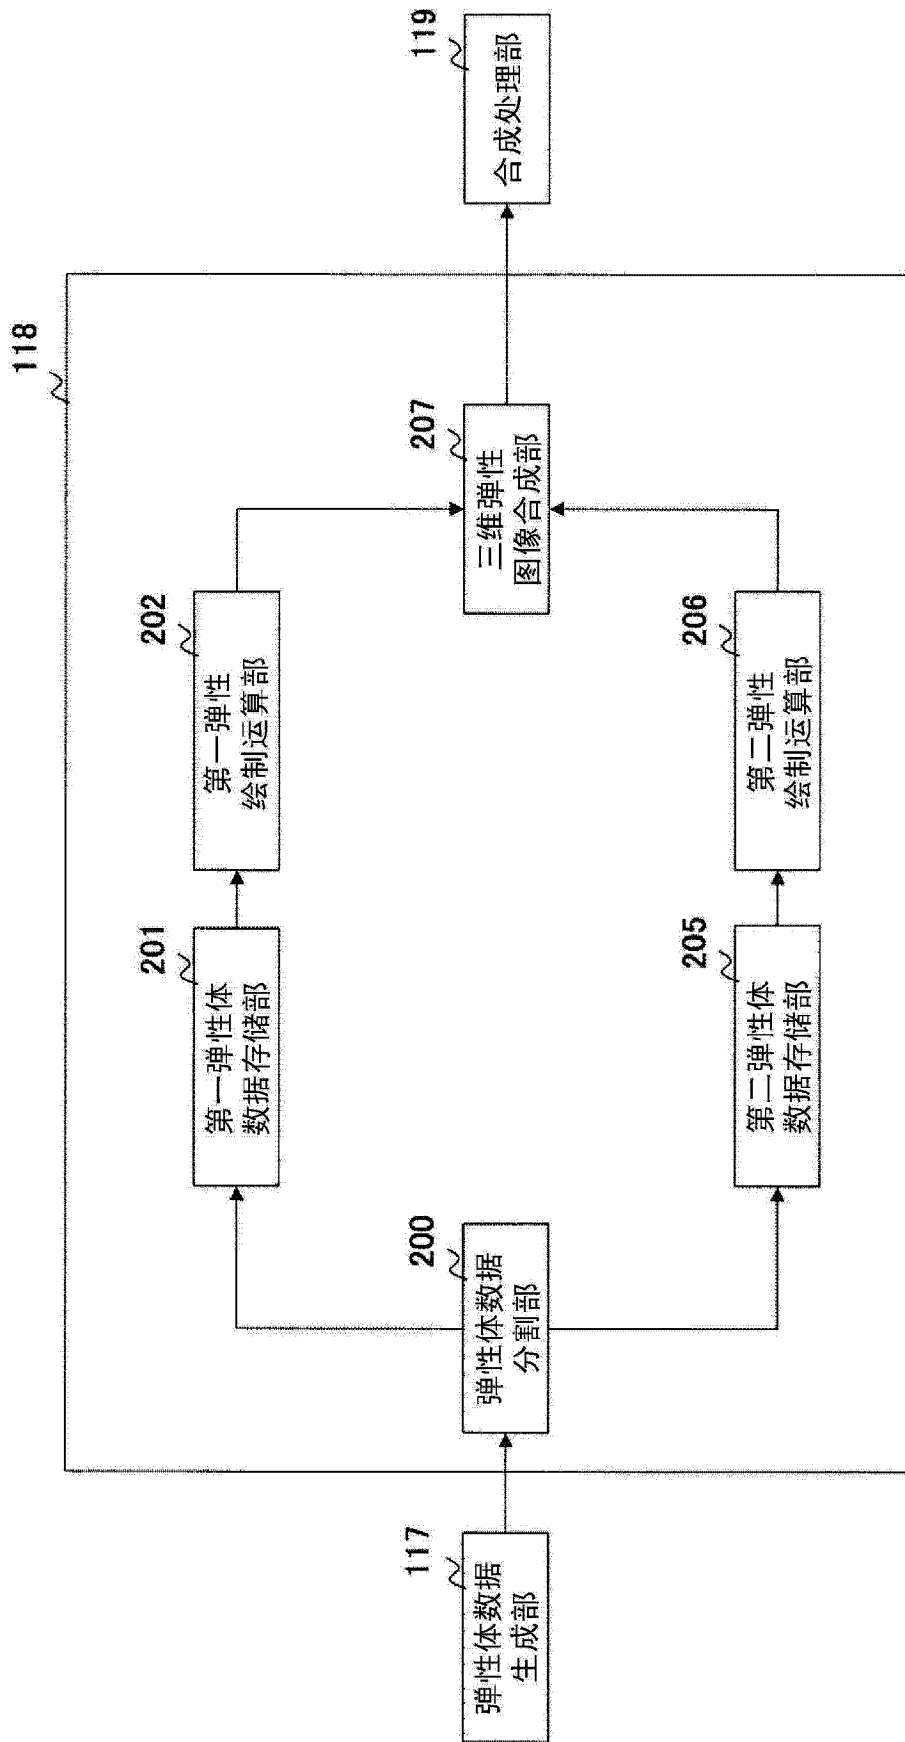 118
117
弹性体数据
生成部
200
弹性体数据
分割部
201
第一弹性体
数据存储部
202
第一弹性
绘制运算部
205
第二弹性体
数据存储部
206
第二弹性
绘制运算部
207
三维弹性
图像合成部
119
合成处理部